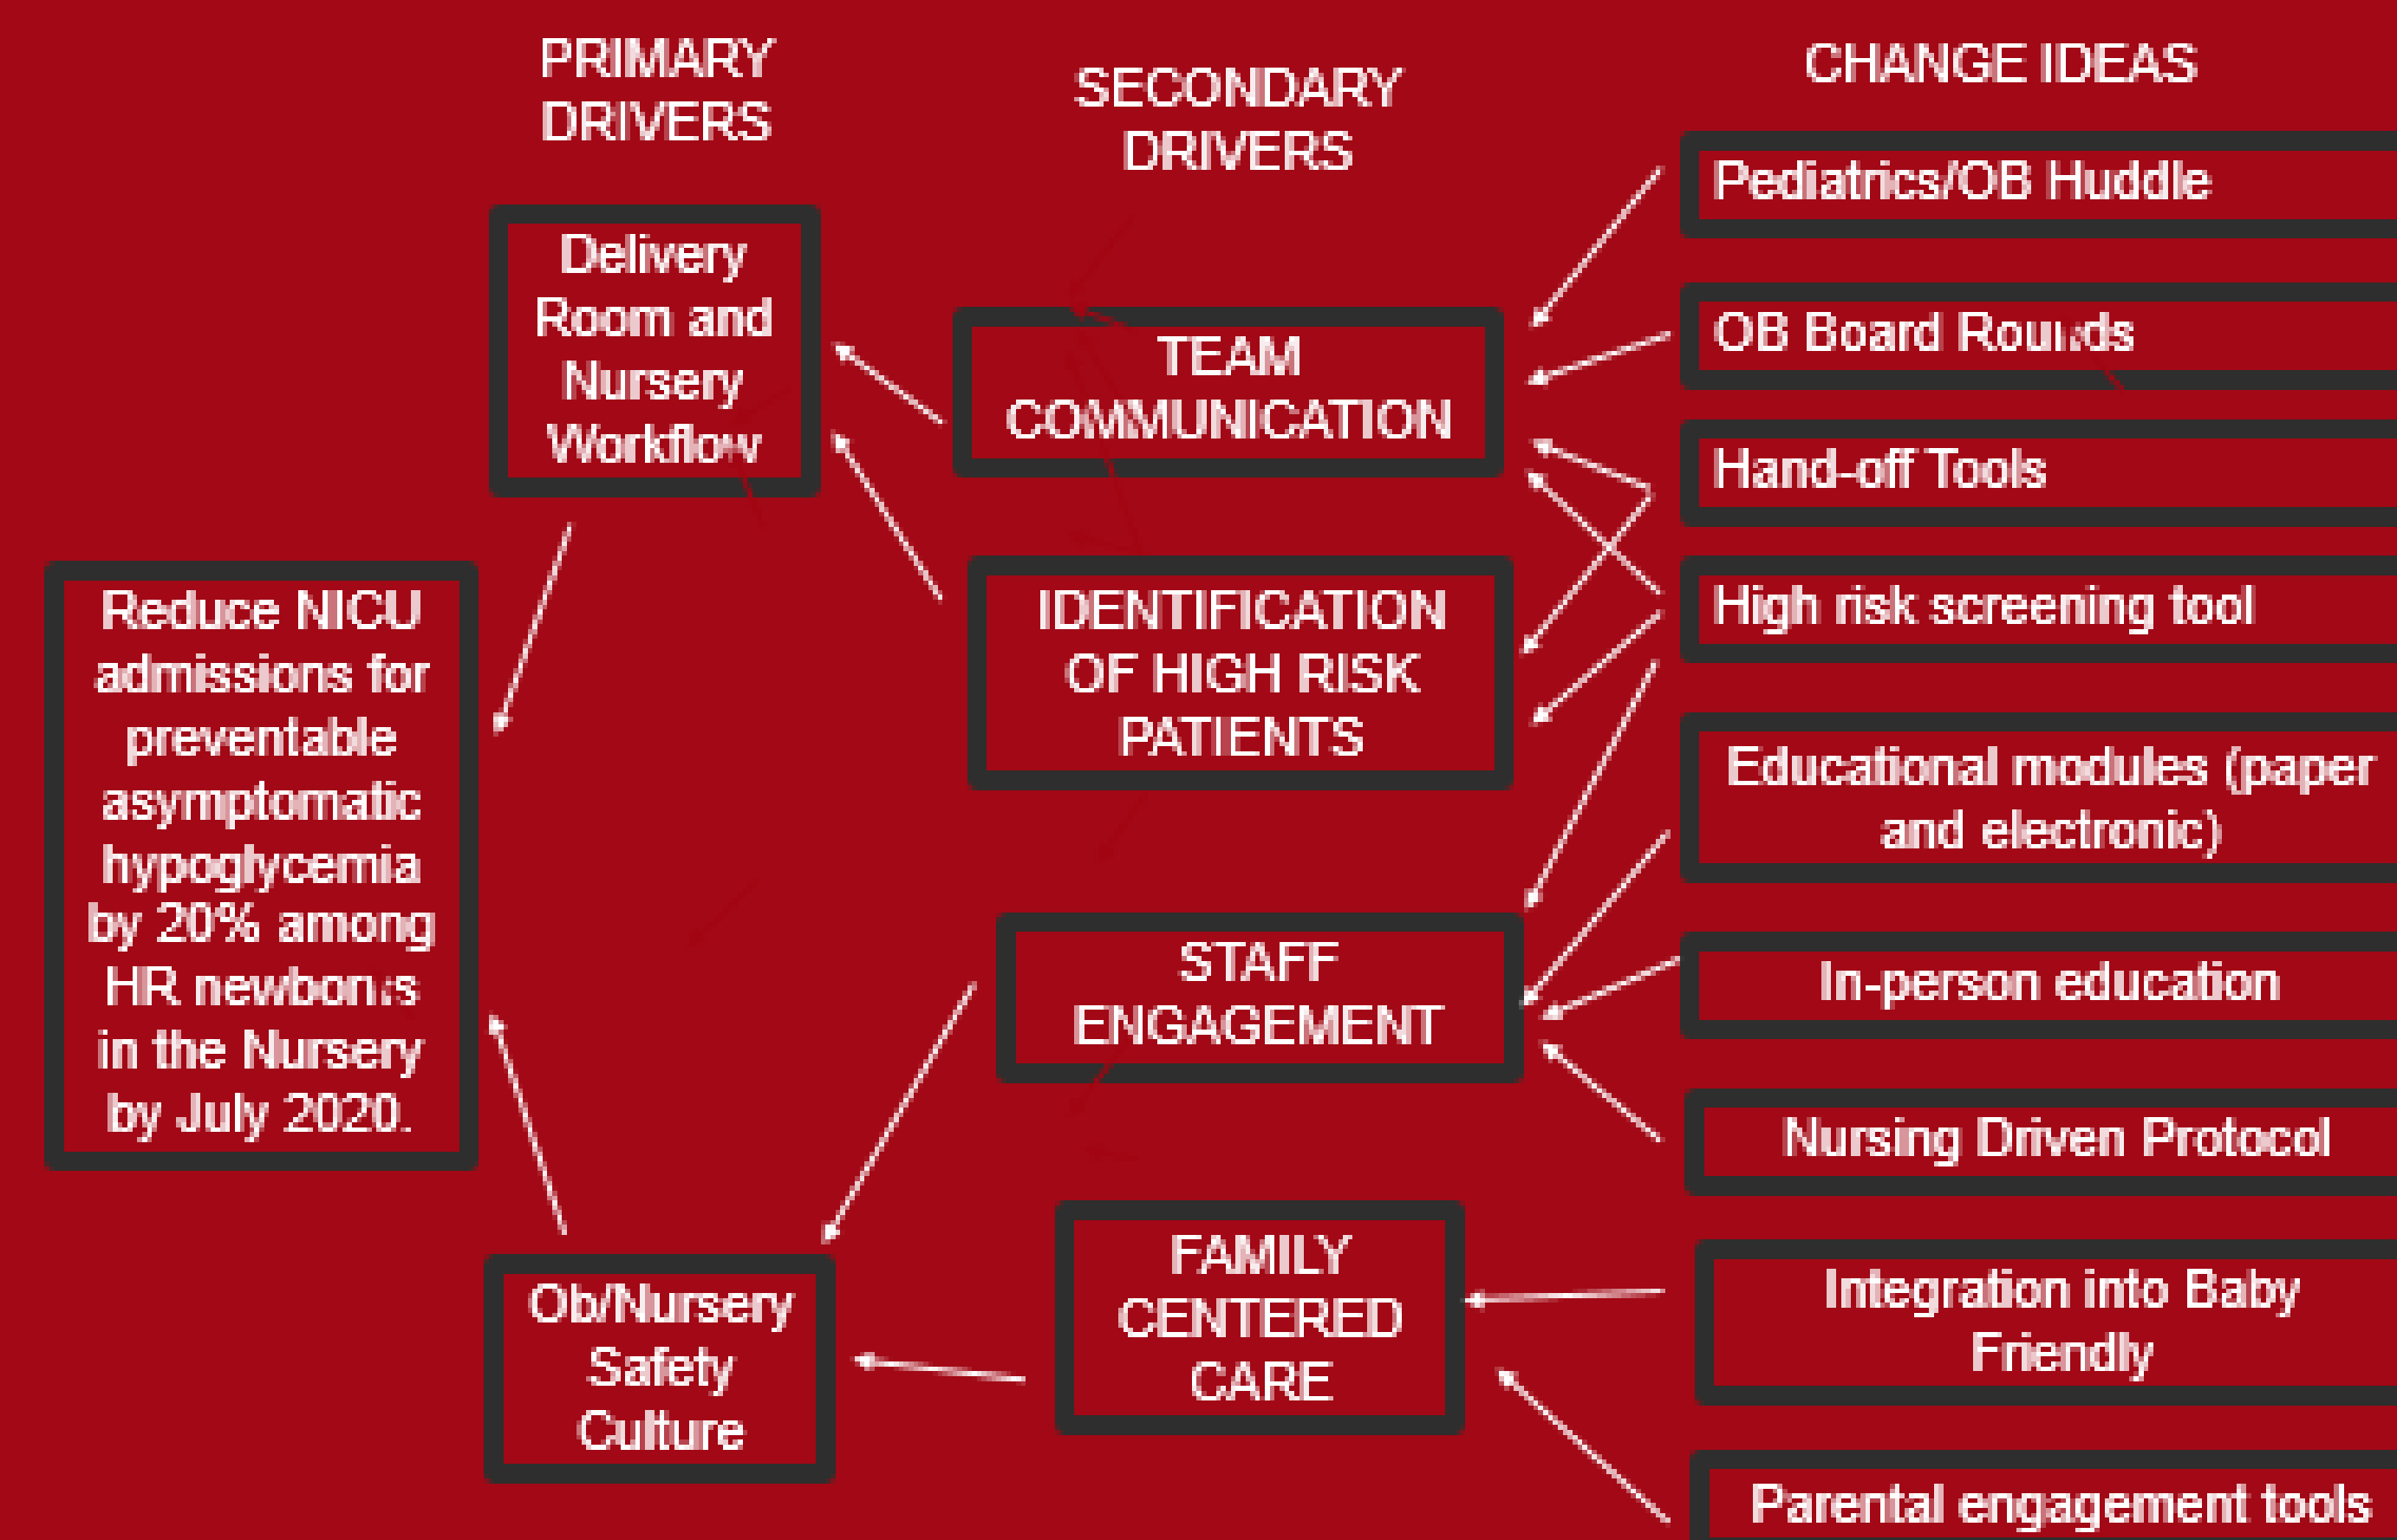 PRIMARY
DRIVERS
SECONDARY
DRIVERS
CHANGE IDEAS
Reduce NICU
admissions for
preventable
asymptomatic
hypoglycemia
by 20% among
HR newborns
in the Nursery
by July 2020.
Delivery
Room and
Nursery
Workflow
Ob/Nursery
Safety
Culture
TEAM
COMMUNICATION
IDENTIFICATION
OF HIGH RISK
PATIENTS
STAFF
ENGAGEMENT
FAMILY
CENTERED
CARE
Pediatrics/OB Huddle
OB Board Rounds
Hand-off Tools
High risk screening tool
Educational modules (paper
and electronic)
In-person education
Nursing Driven Protocol
Integration into Baby
Friendly
Parental engagement tools